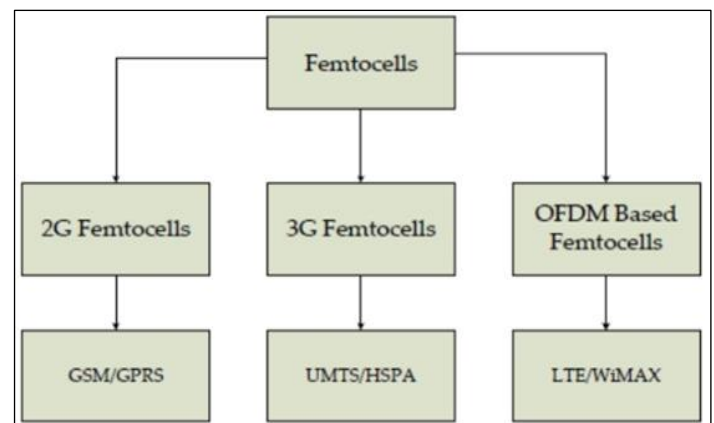 Femtocells
2G Femtocells
3G Femtocells
OFDM Based
Femtocells
GSM/GPRS
UMTS/HSPA
LTE/WiMAX